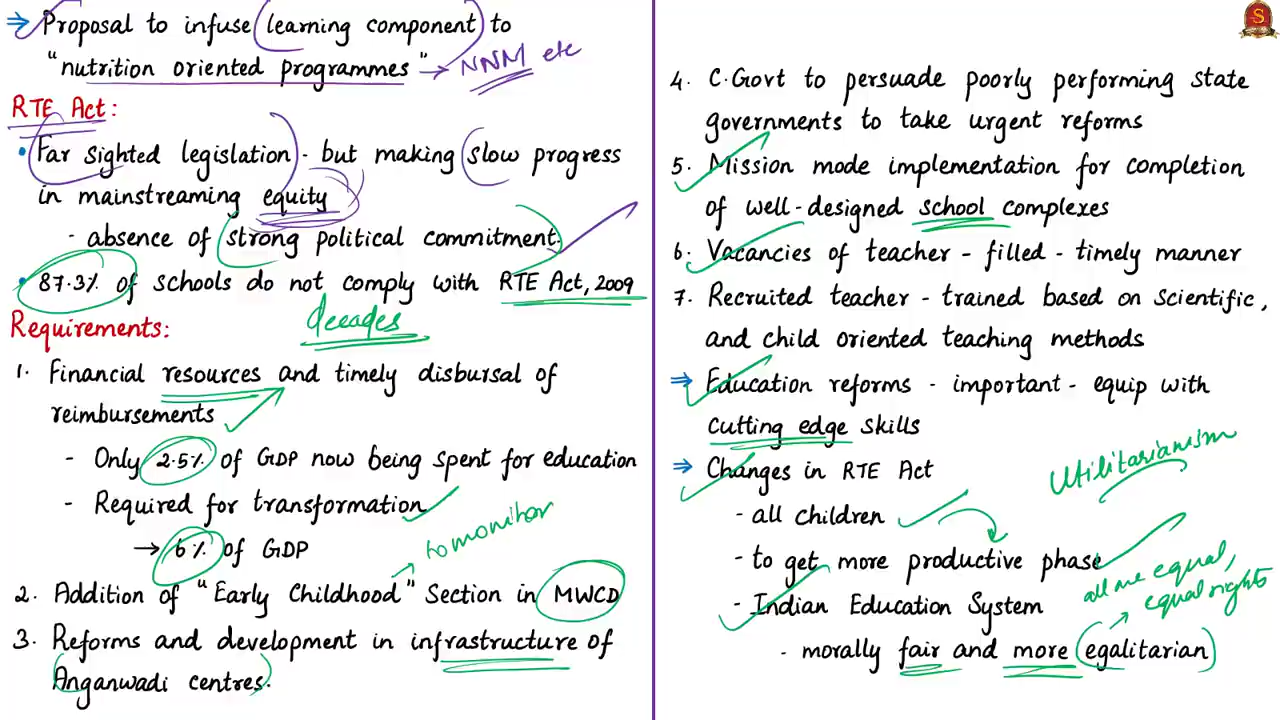 ⇒ Proposal to infuse learning component to
"nutrition oriented programmes" → NNM etc
RTE Act:
• Far sighted legislation - but making slow progress
in mainstreaming equity
- absence of strong political commitment.
• 87.3% of schools do not comply with RTE Act, 2009
decades
Requirements:
1. Financial resources and timely disbursal of
reimbursements
- Only 2.5% of GDP now being spent for education
- Required for transformation
→ 6% of GDP
to monitor
2. Addition of "Early Childhood" Section in MWCD
3. Reforms and development in infrastructure of
Anganwadi centres.
4. C.Govt to persuade poorly performing state
governments to take urgent reforms
5. Mission mode implementation for completion
of well-designed school complexes
6. Vacancies of teacher - filled - timely manner
7. Recruited teacher - trained based on scientific,
and child oriented teaching methods
⇒ Education reforms - important - equip with
cutting edge skills
⇒ Changes in RTE Act
Utilitarianism
- all children
- to get more productive phase
- Indian Education System
all are equal,
equal rights
- morally fair and more egalitarian
S